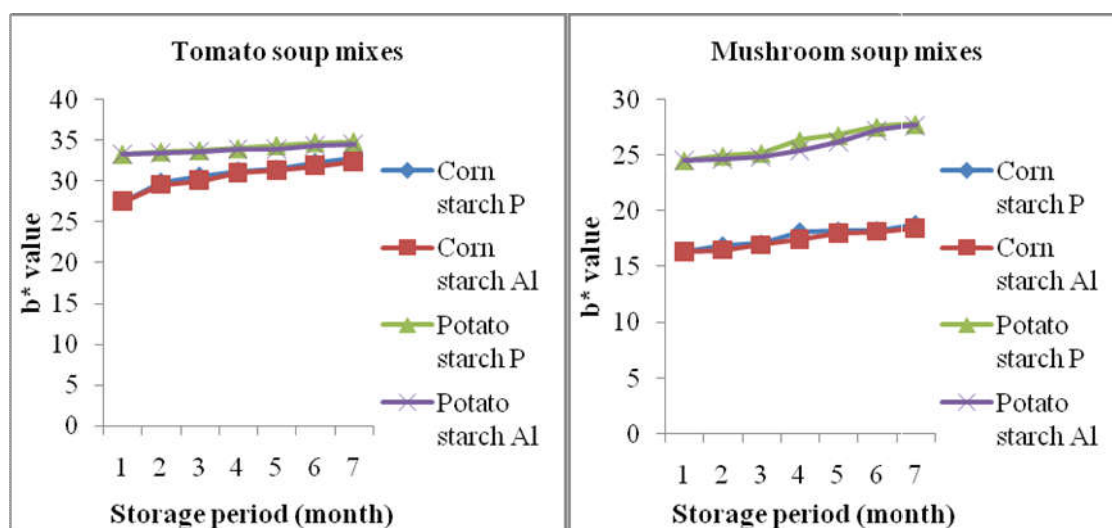 Tomato soup mixes
40
35
30
25
20
15
10
5
0
b* value
1 2 3 4 5 6 7
Storage period (month)
Corn
starch P
Corn
starch Al
Potato
starch P
Potato
starch Al
Mushroom soup mixes
30
25
20
15
10
5
0
b* value
1 2 3 4 5 6 7
Storage period (month)
Corn
starch P
Corn
starch Al
Potato
starch P
Potato
starch Al